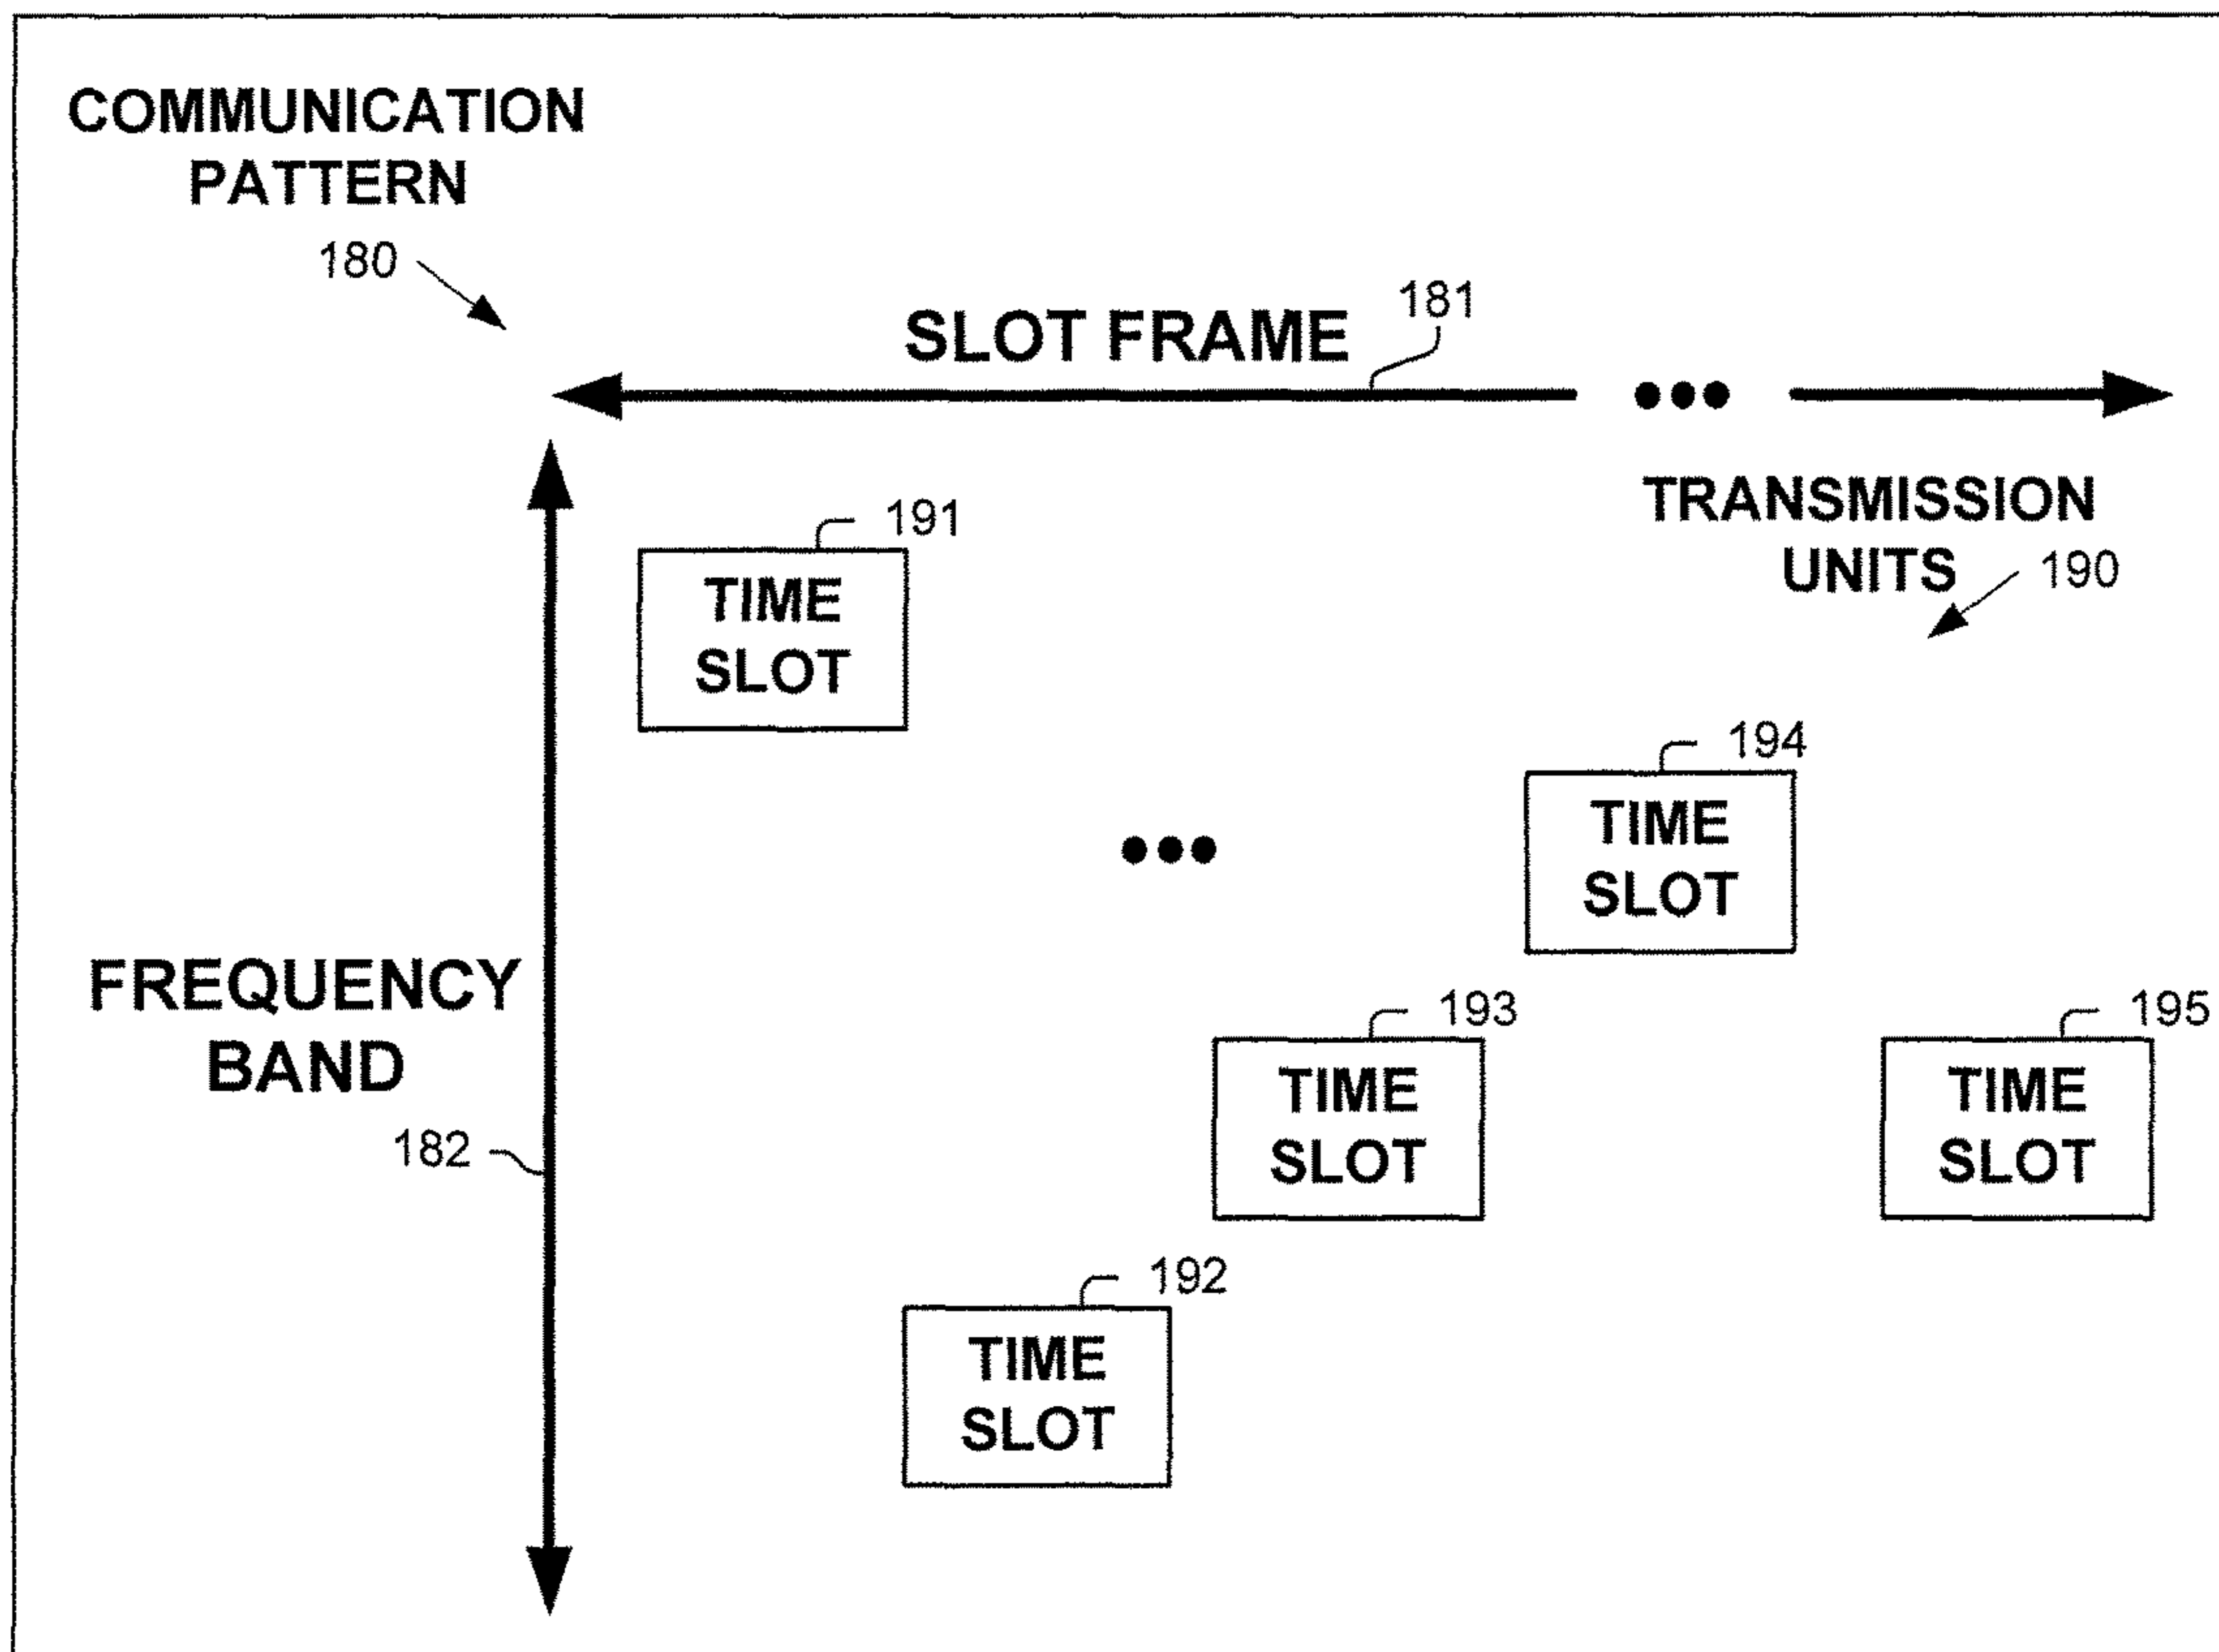 COMMUNICATION
PATTERN
180
SLOT FRAME
181
TRANSMISSION
UNITS
190
191
TIME
SLOT
194
TIME
SLOT
FREQUENCY
BAND
182
193
TIME
SLOT
195
TIME
SLOT
192
TIME
SLOT